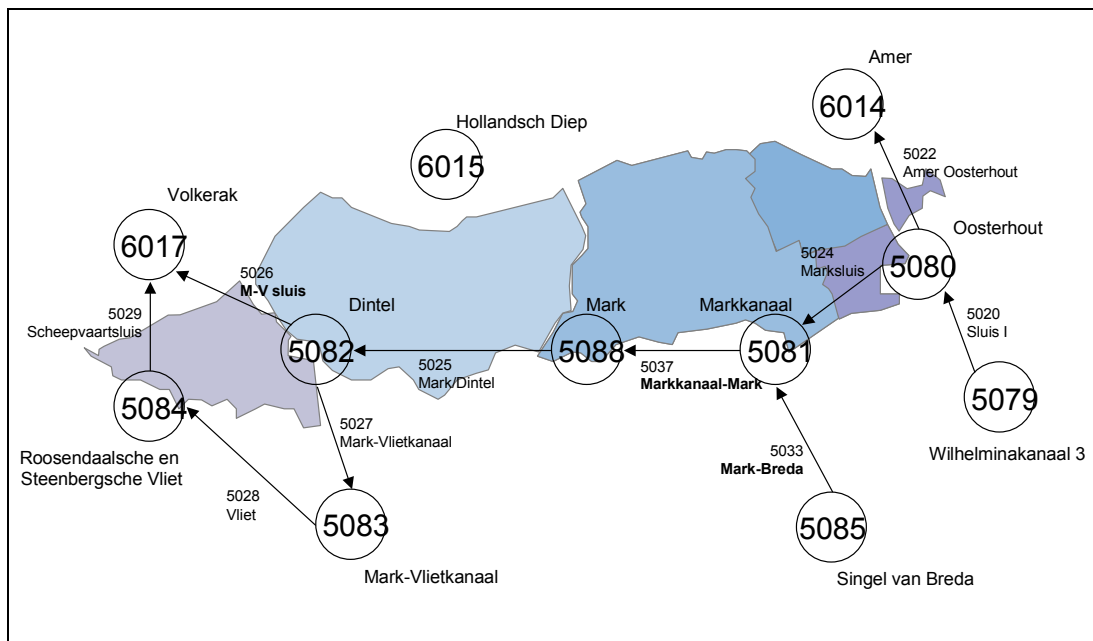 Amer
6014
Hollandsch Diep
6015
5022
Amer Oosterhout
Volkerak
6017
Oosterhout
5080
5024
Marksluis
5026
M-V sluis
Dintel
5082
Mark
5088
Markkanaal
5081
5029
Scheepvaartsluis
5020
Sluis I
5025
Mark/Dintel
5037
Markkanaal-Mark
5084
5079
5027
Mark-Vlietkanaal
Roosendaalsche en
Steenbergsche Vliet
5033
Mark-Breda
Wilhelminakanaal 3
5028
Vliet
5083
5085
Mark-Vlietkanaal
Singel van Breda